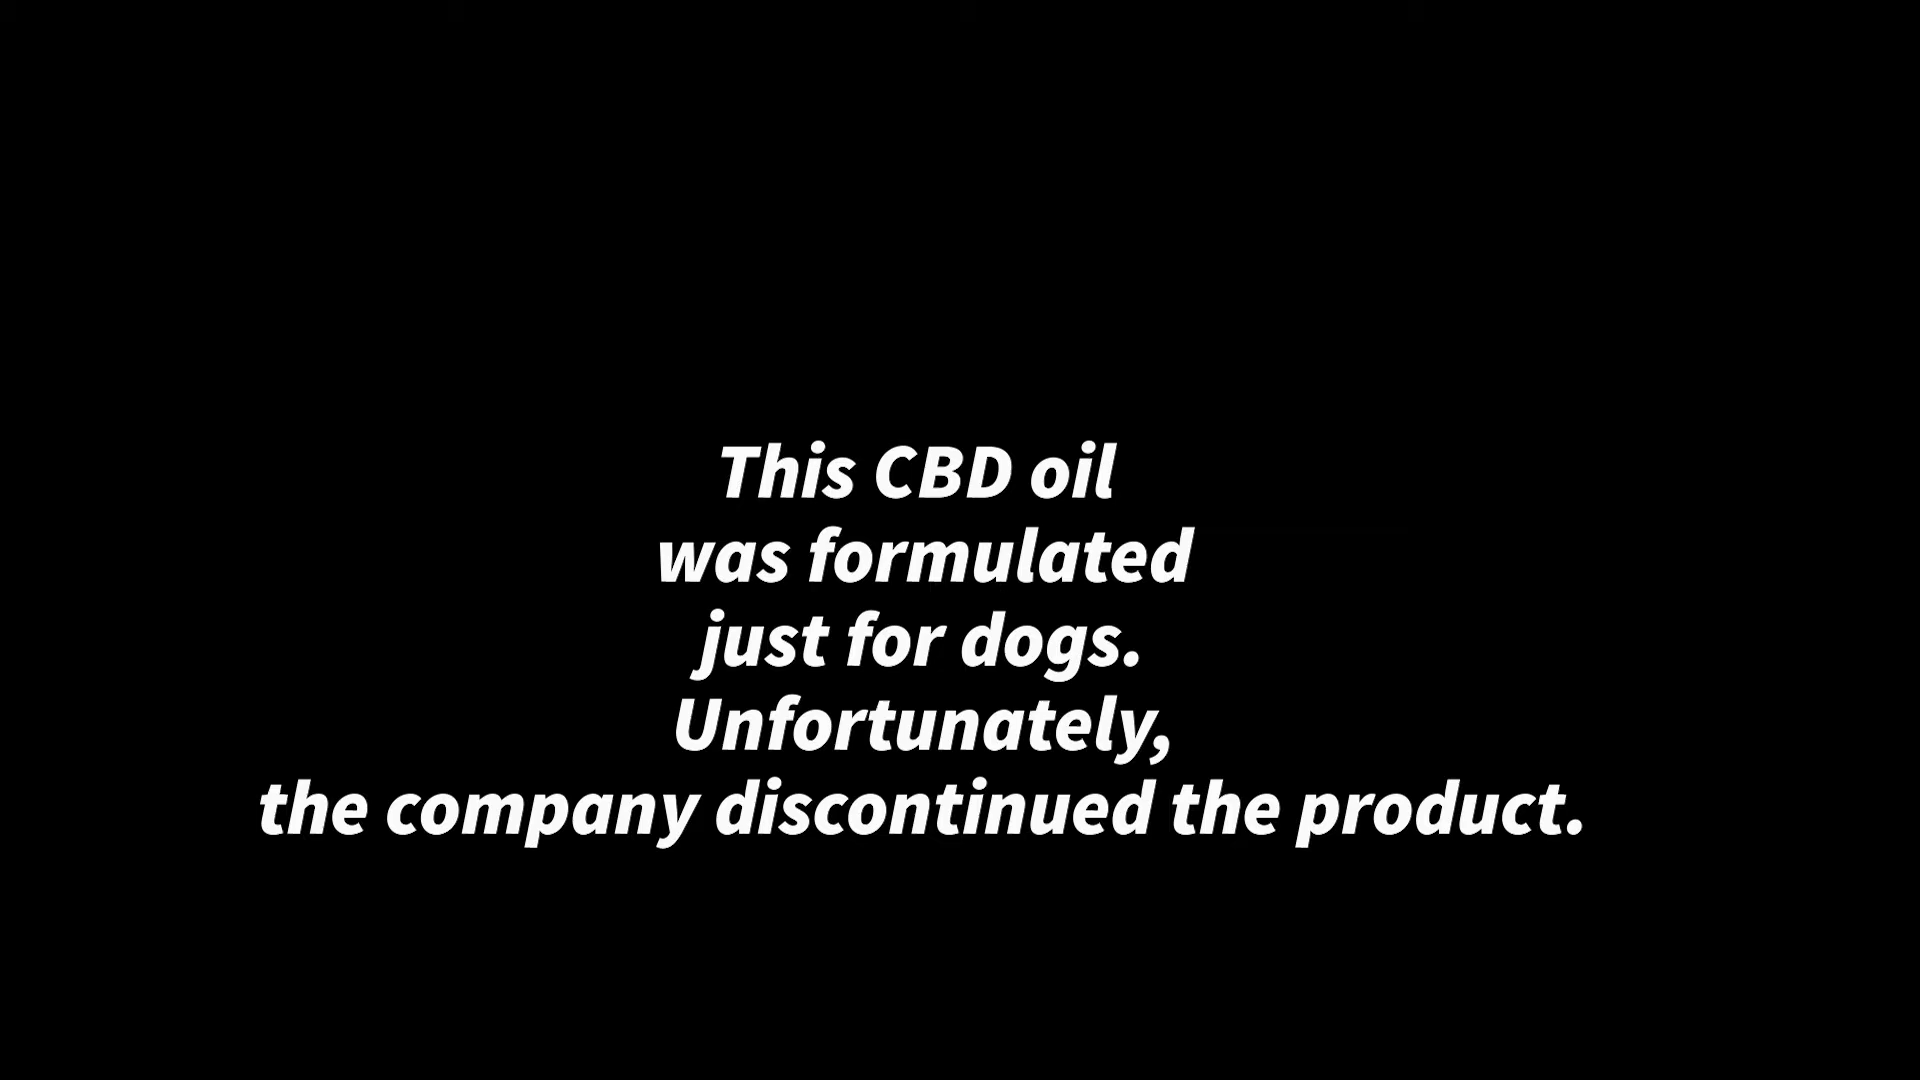 This CBD oil
was formulated
just for dogs.
Unfortunately,
the company discontinued the product.